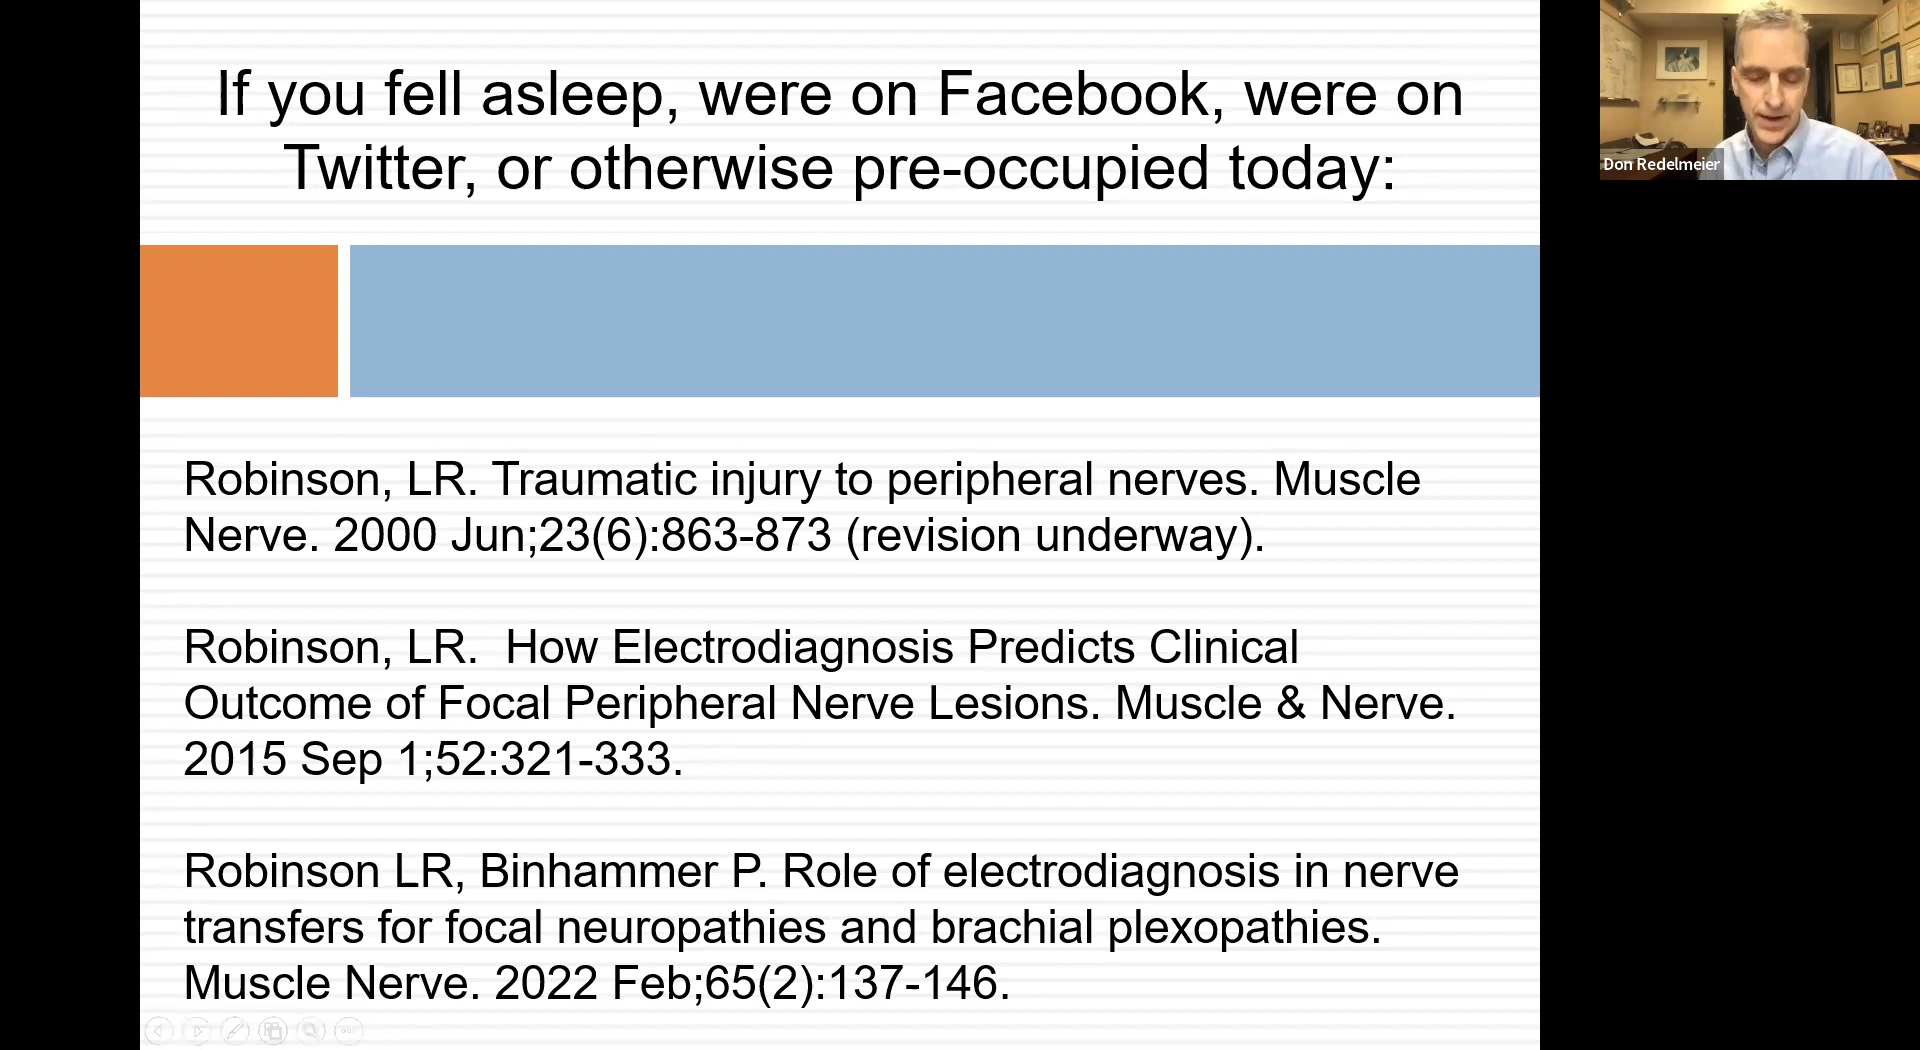 If you fell asleep, were on Facebook, were on
Twitter, or otherwise pre-occupied today:
Don Redelmeier
Robinson, LR. Traumatic injury to peripheral nerves. Muscle
Nerve. 2000 Jun;23(6):863-873 (revision underway).
Robinson, LR.  How Electrodiagnosis Predicts Clinical
Outcome of Focal Peripheral Nerve Lesions. Muscle & Nerve.
2015 Sep 1;52:321-333.
Robinson LR, Binhammer P. Role of electrodiagnosis in nerve
transfers for focal neuropathies and brachial plexopathies.
Muscle Nerve. 2022 Feb;65(2):137-146.